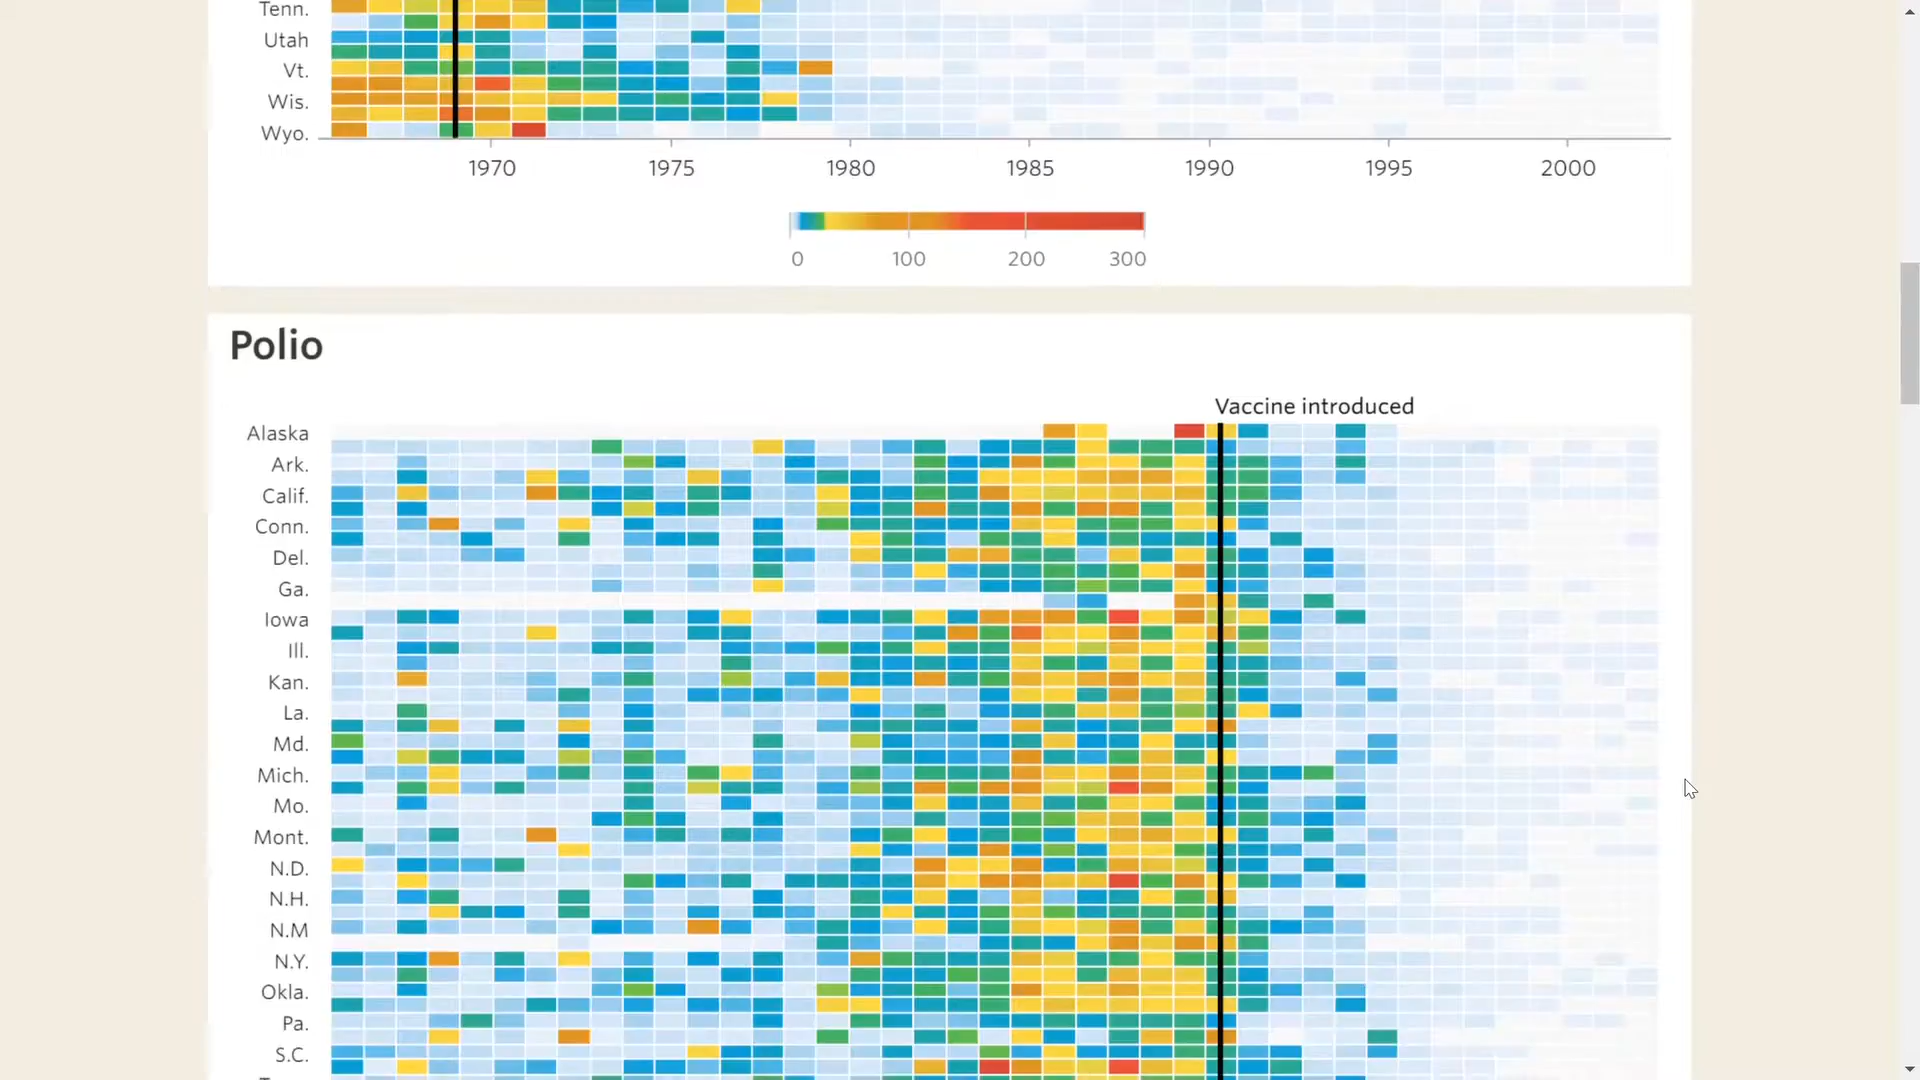 Tenn.
Utah
Vt.
Wis.
Wyo.
1970 1975 1980 1985 1990 1995 2000
0 100 200 300
Polio
Vaccine introduced
Alaska
Ark.
Calif.
Conn.
Del.
Ga.
Iowa
Ill.
Kan.
La.
Md.
Mich.
Mo.
Mont.
N.D.
N.H.
N.M
N.Y.
Okla.
Pa.
S.C.